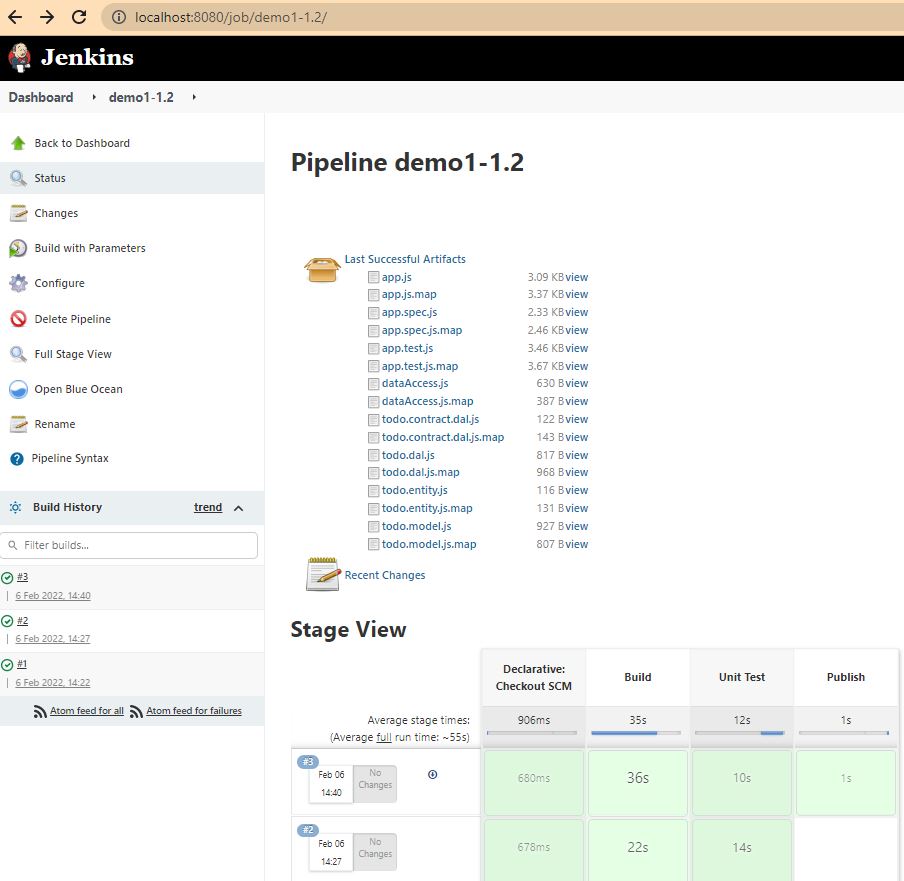 localhost:8080/job/demo1-1.2/
Jenkins
Dashboard demo1-1.2
Back to Dashboard
Status
Changes
Build with Parameters
Configure
Delete Pipeline
Full Stage View
Open Blue Ocean
Rename
Pipeline Syntax
Build History trend
Filter builds...
#3
6 Feb 2022, 14:40
#2
6 Feb 2022, 14:27
#1
6 Feb 2022, 14:22
Atom feed for all Atom feed for failures
Pipeline demo1-1.2
Last Successful Artifacts
app.js 3.09 KB view
app.js.map 3.37 KB view
app.spec.js 2.33 KB view
app.spec.js.map 2.46 KB view
app.test.js 3.46 KB view
app.test.js.map 3.67 KB view
dataAccess.js 630 B view
dataAccess.js.map 387 B view
todo.contract.dal.js 122 B view
todo.contract.dal.js.map 143 B view
todo.dal.js 817 B view
todo.dal.js.map 968 B view
todo.entity.js 116 B view
todo.entity.js.map 131 B view
todo.model.js 927 B view
todo.model.js.map 807 B view
Recent Changes
Stage View
Declarative:
Checkout SCM Build Unit Test Publish
Average stage times: 906ms 35s 12s 1s
(Average full run time: ~55s)
#3
Feb 06 No
14:40 Changes
680ms 36s 10s 1s
#2
Feb 06 No
14:27 Changes
678ms 22s 14s